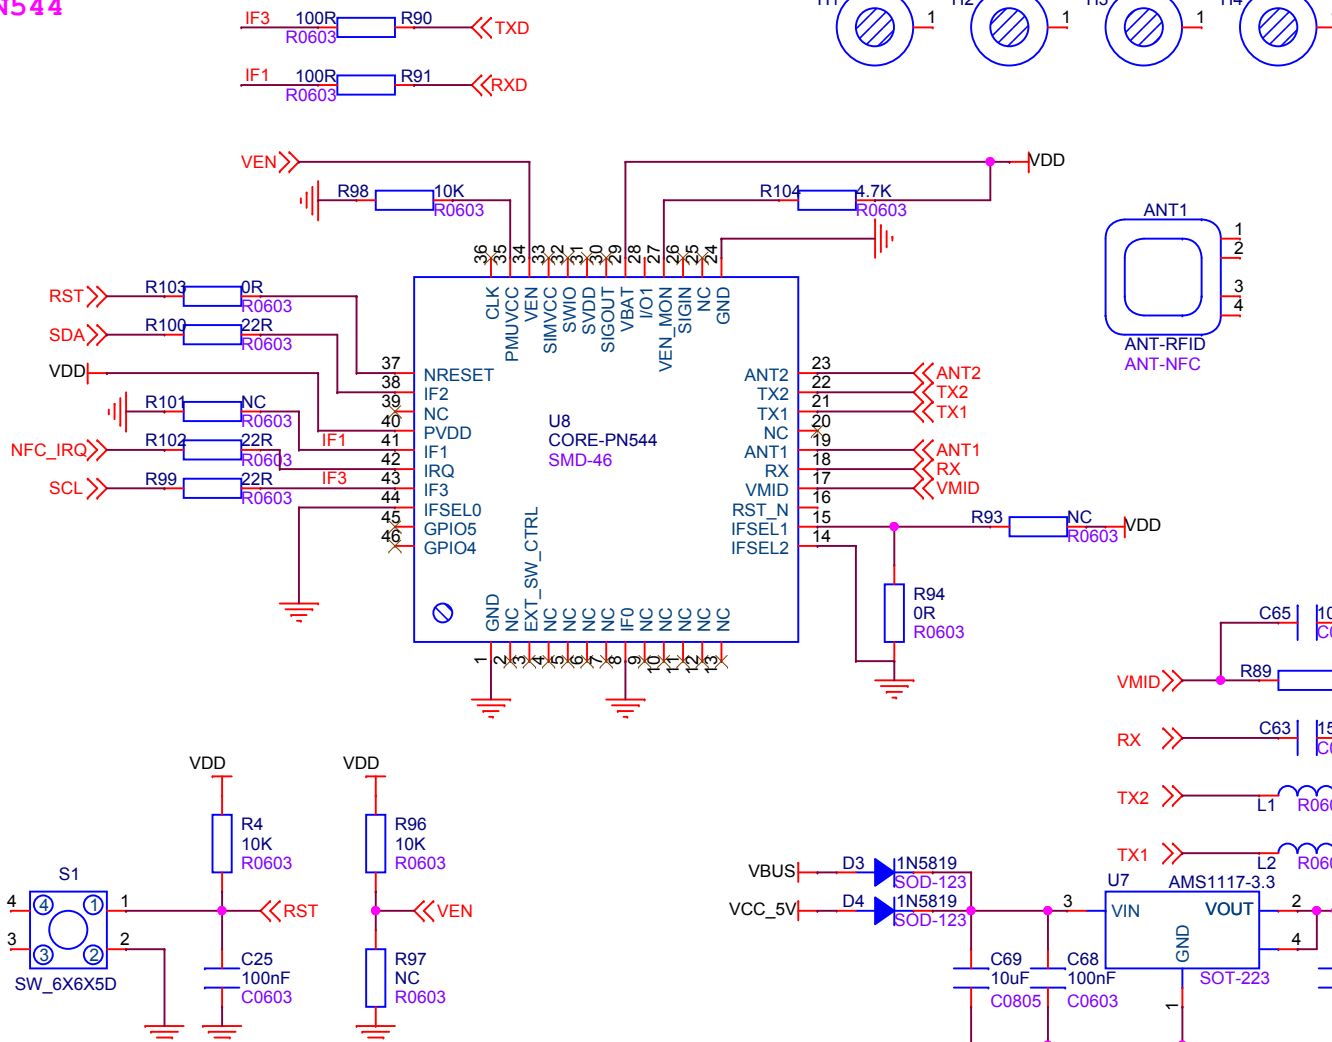 N544
IF3 100R R90 TXD
R0603
IF1 100R R91 RXD
R0603
1 1 1
VEN
VDD
R98 10K
R0603
R104 4.7K
R0603
36 35 34 33 32 31 30 29 28 27 26 25 24
CLK PMUVCC VEN SIMVCC SWIO SVDD SIGOUT VBAT I/O1 VEN_MON SIGIN NC GND
ANT1
1
2
3
4
ANT-RFID
ANT-NFC
RST R103 0R
R0603
SDA R100 22R
R0603
VDD
R101 NC
R0603
NFC_IRQ R102 22R IF1
R0603
SCL R99 22R IF3
R0603
37 NRESET
38 IF2
39 NC
40 PVDD
41 IF1
42 IRQ
43 IF3
44 IFSEL0
45 GPIO5
46 GPIO4
U8
CORE-PN544
SMD-46
ANT2 23 ANT2
TX2 22 TX2
TX1 21 TX1
NC 20
ANT1 19 ANT1
RX 18 RX
VMID 17 VMID
RST_N 16
IFSEL1 15
IFSEL2 14
R93 NC VDD
R0603
R94
0R
R0603
GND NC EXT_SW_CTRL NC NC NC NC IF0 NC NC NC NC NC
1 2 3 4 5 6 7 8 9 10 11 12 13
C65 10
VMID R89
RX C63 15
TX2 L1 R060
TX1 L2 R060
VDD VDD
R4
10K
R0603
R96
10K
R0603
S1
4 4 1 1
3 3 2 2
SW_6X6X5D
RST
VEN
C25
100nF
C0603
R97
NC
R0603
VBUS D3 1N5819
SOD-123
VCC_5V D4 1N5819
SOD-123
U7 AMS1117-3.3
3 VIN VOUT 2
4
GND
1
SOT-223
C69
10uF
C0805
C68
100nF
C0603